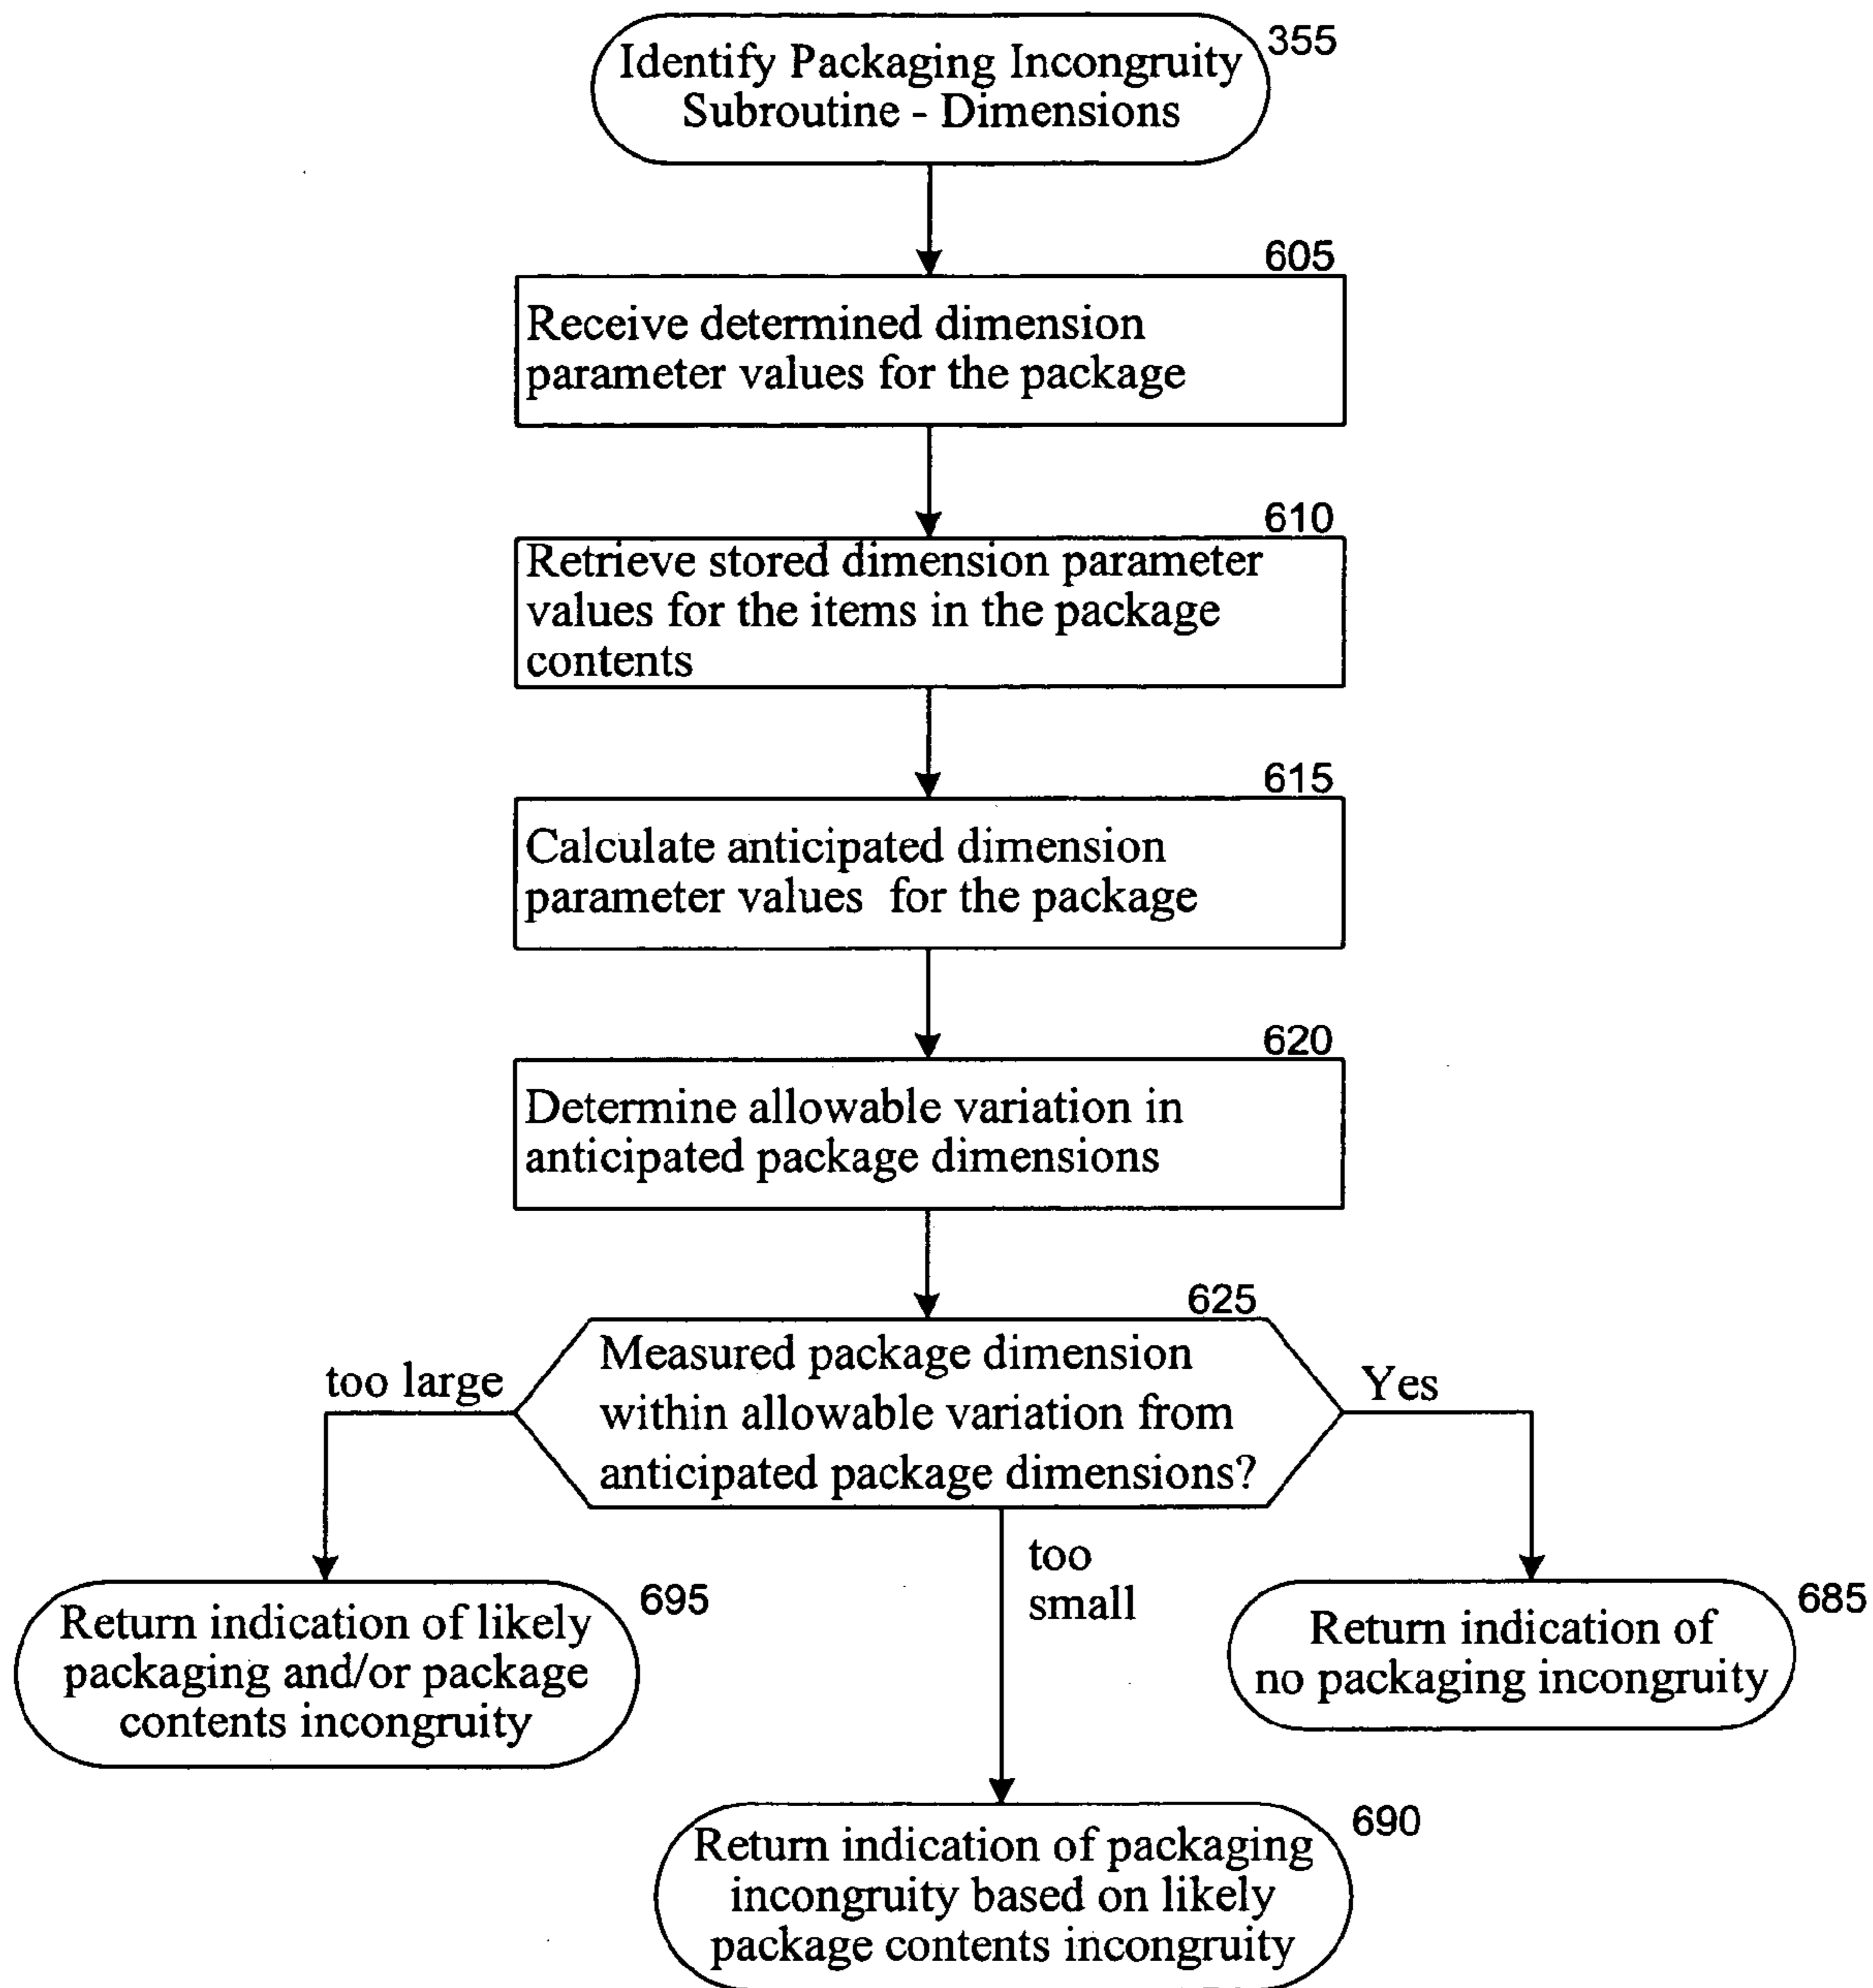 355
Identify Packaging Incongruity
Subroutine - Dimensions
605
Receive determined dimension
parameter values for the package
610
Retrieve stored dimension parameter
values for the items in the package
contents
615
Calculate anticipated dimension
parameter values for the package
620
Determine allowable variation in
anticipated package dimensions
625
Measured package dimension
within allowable variation from
anticipated package dimensions?
too large
Yes
too
small
695
Return indication of likely
packaging and/or package
contents incongruity
685
Return indication of
no packaging incongruity
690
Return indication of packaging
incongruity based on likely
package contents incongruity